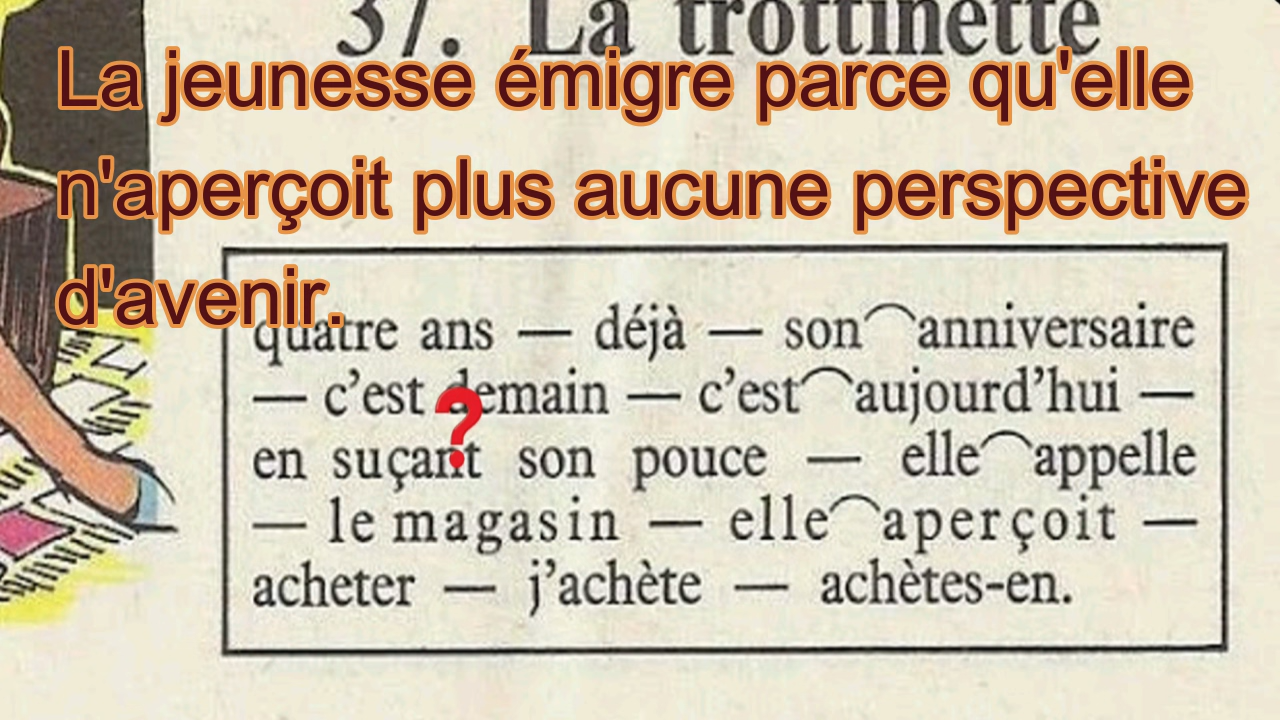 37. La trottinette
La jeunesse émigre parce qu'elle
n'aperçoit plus aucune perspective
d'avenir.
quatre ans — déjà — son‿anniversaire
— c'est demain — c'est‿aujourd'hui —
?
en suçant son pouce — elle‿appelle
— le magasin — elle‿aperçoit —
acheter — j'achète — achètes-en.